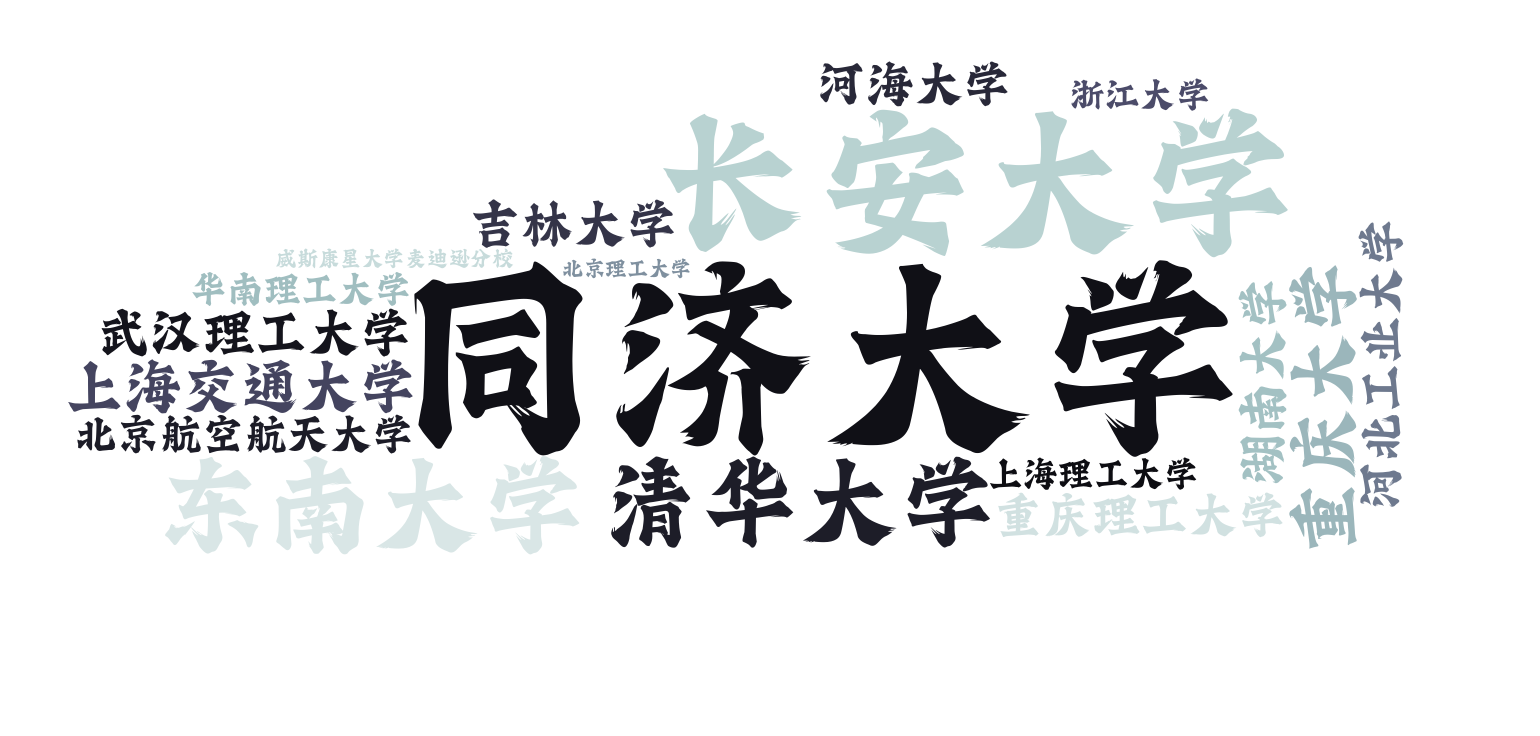 河海大学
浙江大学
长安大学
吉林大学
威斯康星大学麦迪逊分校
北京理工大学
华南理工大学
同济大学
武汉理工大学
上海交通大学
北京航空航天大学
湖南大学
重庆大学
河北工业大学
东南大学
清华大学
上海理工大学
重庆理工大学